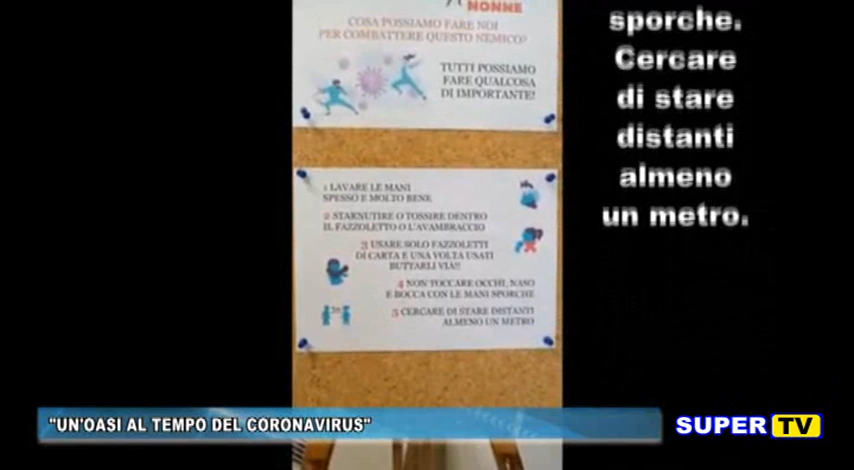 NONNE
COSA POSSIAMO FARE NOI
PER COMBATTERE QUESTO NEMICO?
TUTTI POSSIAMO
FARE QUALCOSA
DI IMPORTANTE!
1 LAVARE LE MANI
SPESSO E MOLTO BENE
2 STARNUTIRE O TOSSIRE DENTRO
IL FAZZOLETTO O L'AVAMBRACCIO
3 USARE SOLO FAZZOLETTI
DI CARTA E UNA VOLTA USATI
BUTTARLI VIA!!
4 NON TOCCARE OCCHI, NASO
E BOCCA CON LE MANI SPORCHE
5 CERCARE DI STARE DISTANTI
ALMENO UN METRO
sporche.
Cercare
di stare
distanti
almeno
un metro.
"UN'OASI AL TEMPO DEL CORONAVIRUS"
SUPER TV